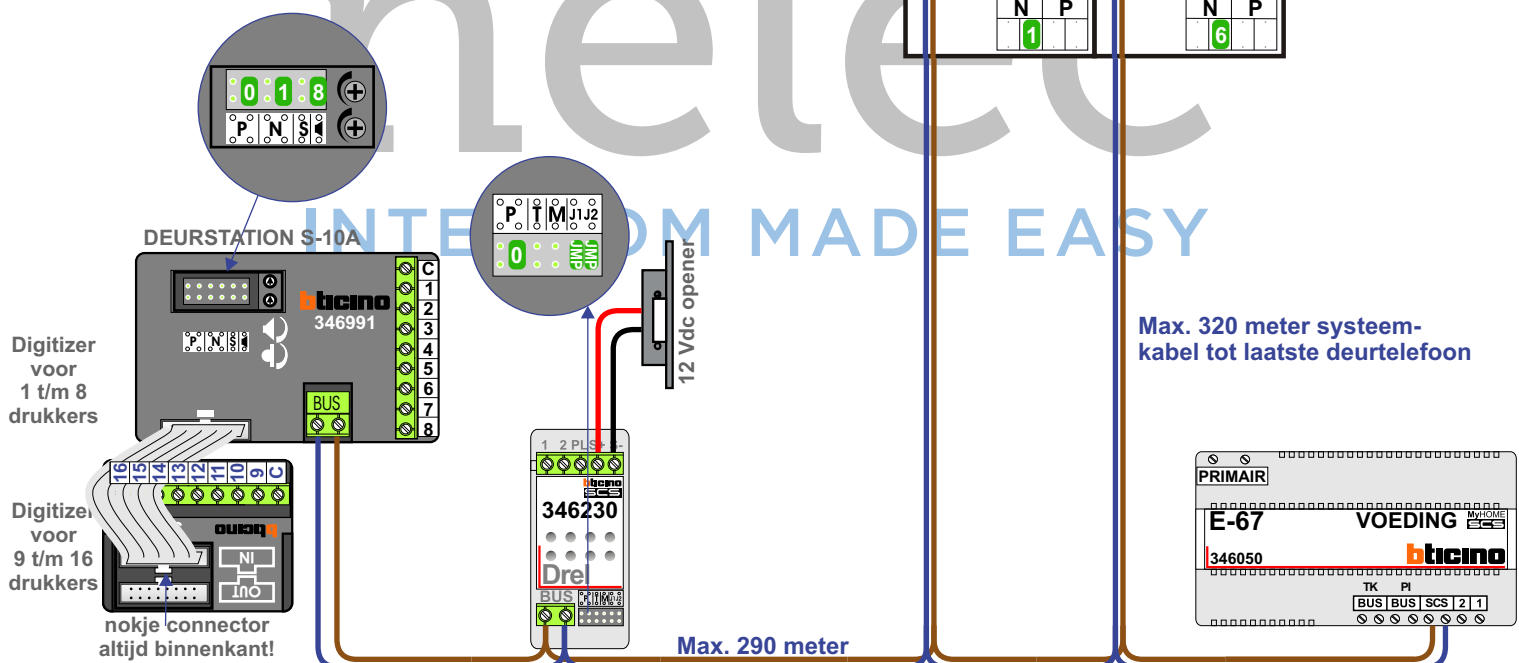 nelec
INTERCOM MADE EASY
N P
1
N P
6
0 1 8
P N S
P T M J1 J2
0 JMP JMP
DEURSTATION S-10A
bticino
346991
P N S
C
1
2
3
4
5
6
7
8
BUS
Digitizer
voor
1 t/m 8
drukkers
16 15 14 13 12 11 10 9 C
bticino
IN
OUT
Digitizer
voor
9 t/m 16
drukkers
nokje connector
altijd binnenkant!
12 Vdc opener
1 2 PL S+ S-
bticino
SCS
346230
Drel
BUS
P T M J1 J2
Max. 290 meter
Max. 320 meter systeem-
kabel tot laatste deurtelefoon
PRIMAIR
E-67 VOEDING MyHOME
SCS
346050 bticino
TK PI
BUS BUS SCS 2 1